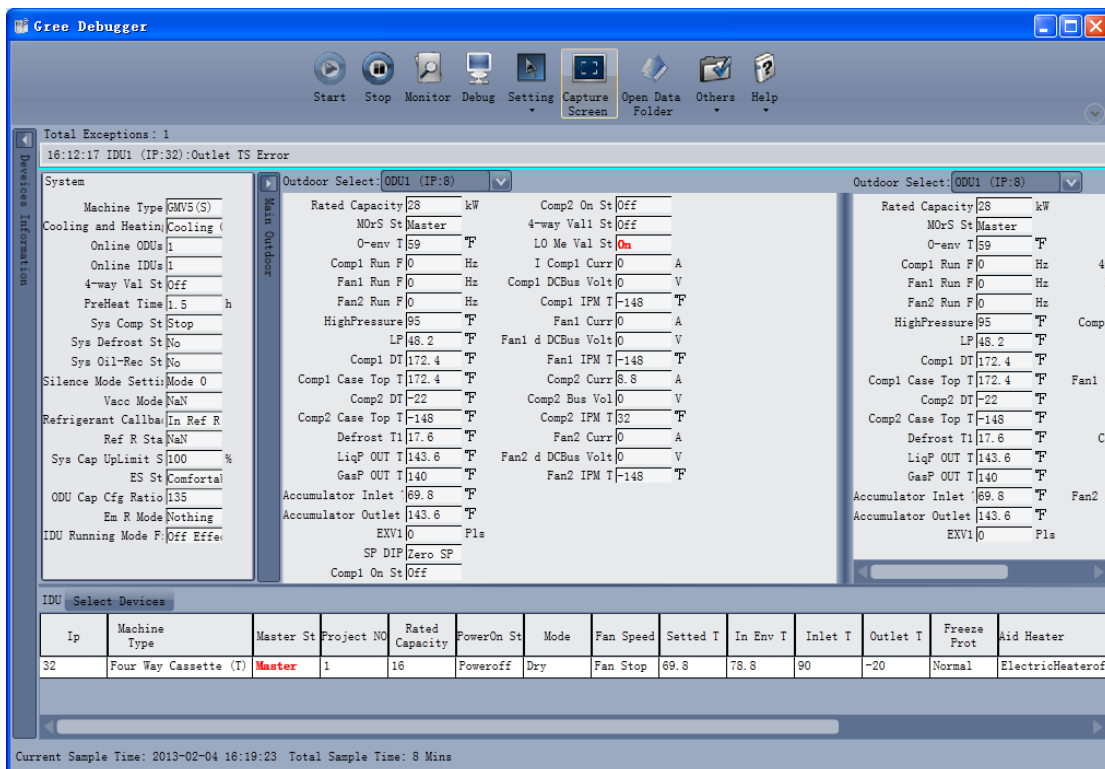 Gree Debugger
Start Stop Monitor Debug Setting Capture Screen Open Data Folder Others Help
Total Exceptions: 1
16:12:17 IDU1 (IP:32):Outlet TS Error
Deveices Information
System
Machine Type GMV5(S)
Cooling and Heatin Cooling
Online ODUs 1
Online IDUs 1
4-way Val St Off
PreHeat Time 1.5 h
Sys Comp St Stop
Sys Defrost St No
Sys Oil-Rec St No
Silence Mode Setti Mode 0
Vacc Mode NaN
Refrigerant Callba In Ref R
Ref R Sta NaN
Sys Cap UpLimit S 100 %
ES St Comforta
ODU Cap Cfg Ratio 135
Em R Mode Nothing
IDU Running Mode F: Off Effe
Main Outdoor
Outdoor Select: ODU1 (IP:8)
Rated Capacity 28 kW Comp2 On St Off
MOrS St Master 4-way Val1 St Off
O-env T 59 ℉ LO Me Val St On
Comp1 Run F 0 Hz I Comp1 Curr 0 A
Fan1 Run F 0 Hz Comp1 DCBus Volt 0 V
Fan2 Run F 0 Hz Comp1 IPM T -148 ℉
HighPressure 95 ℉ Fan1 Curr 0 A
LP 48.2 ℉ Fan1 d DCBus Volt 0 V
Comp1 DT 172.4 ℉ Fan1 IPM T -148 ℉
Comp1 Case Top T 172.4 ℉ Comp2 Curr 8.8 A
Comp2 DT -22 ℉ Comp2 Bus Vol 0 V
Comp2 Case Top T -148 ℉ Comp2 IPM T 32 ℉
Defrost T1 17.6 ℉ Fan2 Curr 0 A
LiqP OUT T 143.6 ℉ Fan2 d DCBus Volt 0 V
GasP OUT T 140 ℉ Fan2 IPM T -148 ℉
Accumulator Inlet 69.8 ℉
Accumulator Outlet 143.6 ℉
EXV1 0 Pls
SP DIP Zero SP
Comp1 On St Off
Outdoor Select: ODU1 (IP:8)
Rated Capacity 28 kW
MOrS St Master
O-env T 59 ℉
Comp1 Run F 0 Hz 4
Fan1 Run F 0 Hz
Fan2 Run F 0 Hz
HighPressure 95 ℉ Comp
LP 48.2 ℉
Comp1 DT 172.4 ℉
Comp1 Case Top T 172.4 ℉ Fan1
Comp2 DT -22 ℉
Comp2 Case Top T -148 ℉
Defrost T1 17.6 ℉ C
LiqP OUT T 143.6 ℉
GasP OUT T 140 ℉
Accumulator Inlet 69.8 ℉ Fan2
Accumulator Outlet 143.6 ℉
EXV1 0 Pls
IDU Select Devices
Ip Machine Type Master St Project NO Rated Capacity PowerOn St Mode Fan Speed Setted T In Env T Inlet T Outlet T Freeze Prot Aid Heater
32 Four Way Cassette (T) Master 1 16 Poweroff Dry Fan Stop 69.8 78.8 90 -20 Normal ElectricHeaterof
Current Sample Time: 2013-02-04 16:19:23 Total Sample Time: 8 Mins